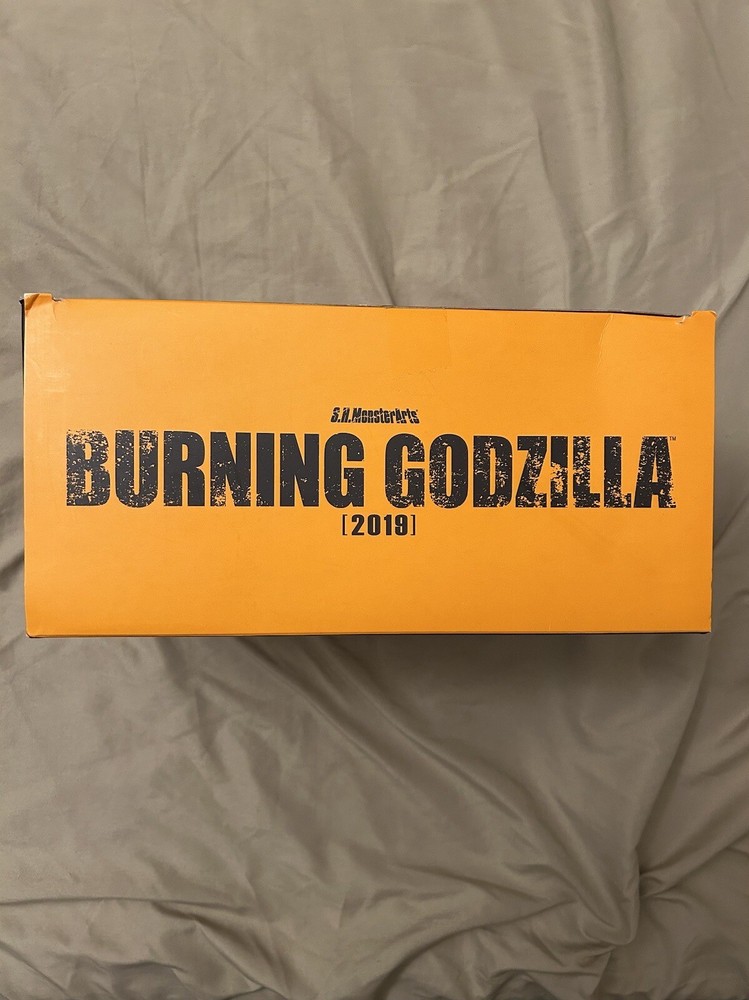 S.H.MonsterArts
BURNING GODZILLA™
[2019]